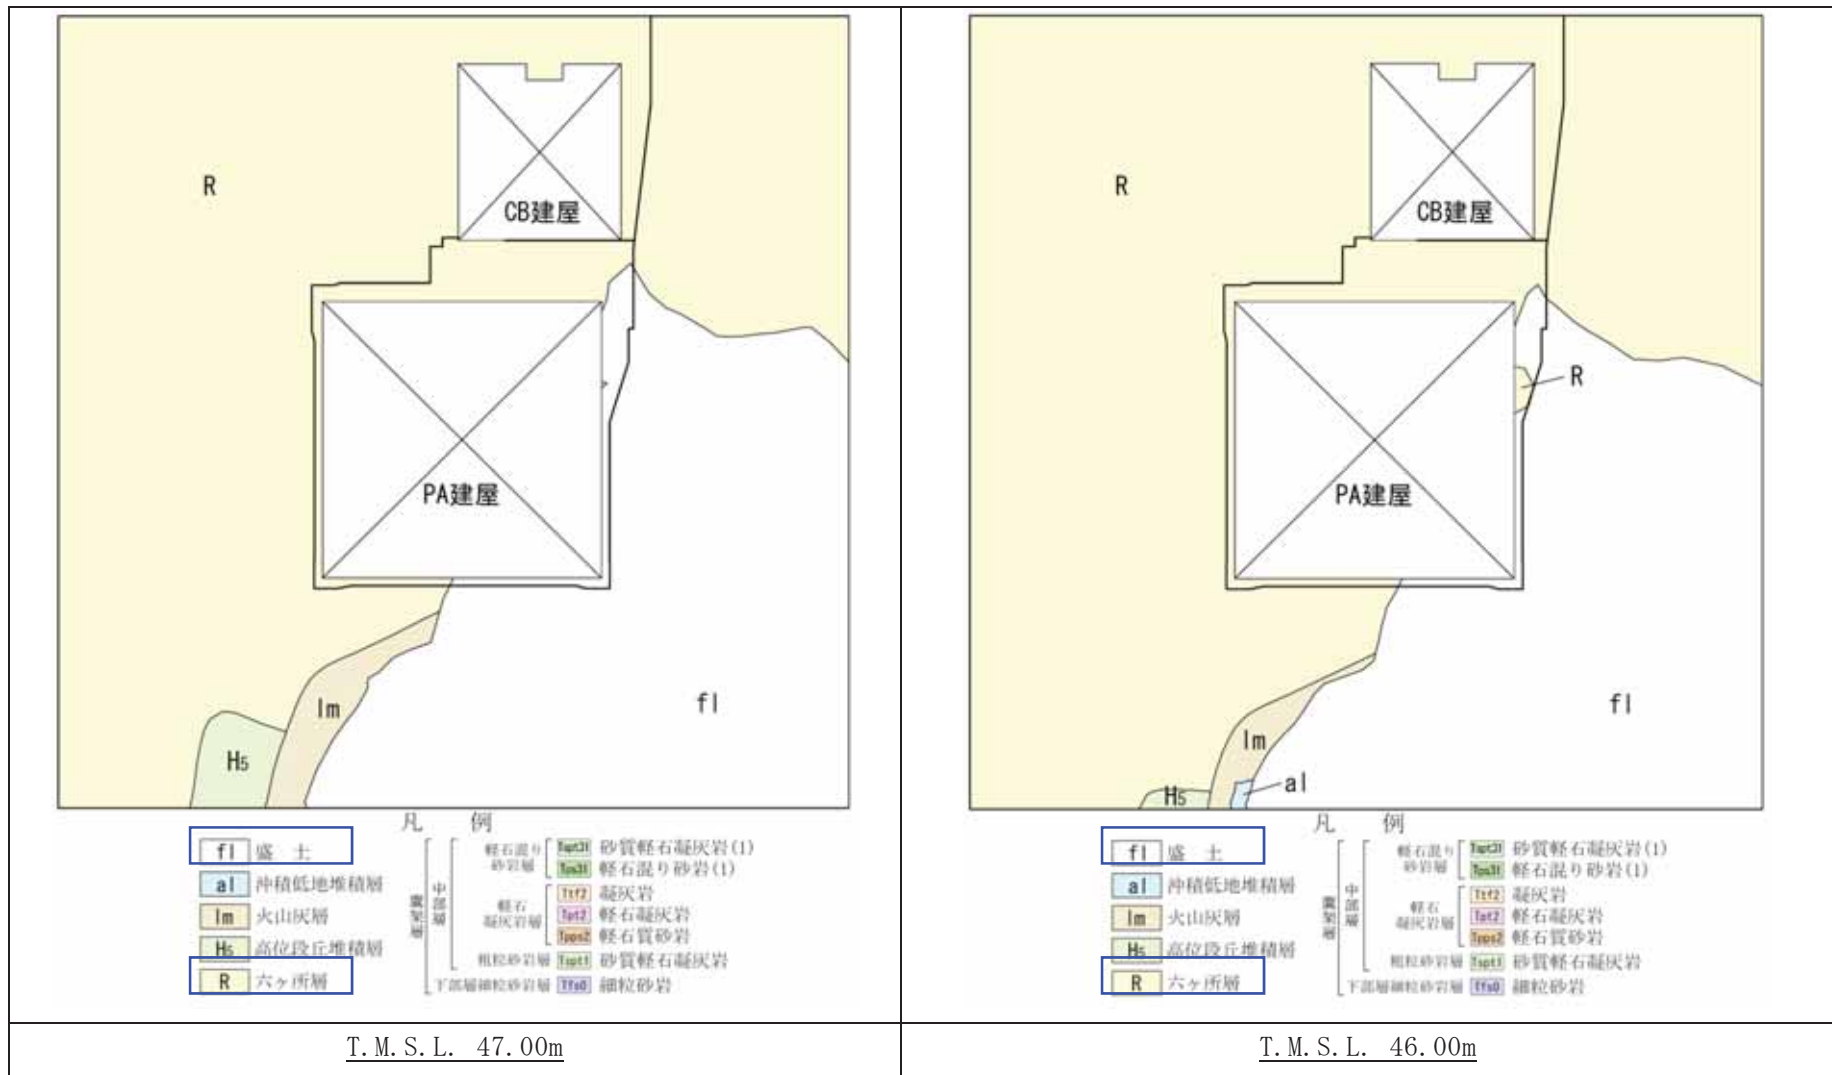 R
CB建屋
PA建屋
lm
fl
H5
凡 例
fl 盛 土
al 沖積低地堆積層
lm 火山灰層
H5 高位段丘堆積層
R 六ヶ所層
鷹架層
中部層
軽石混り
砂岩層
Tspt3l 砂質軽石凝灰岩(1)
Tps3l 軽石混り砂岩(1)
軽石
凝灰岩層
Ttf2 凝灰岩
Tpt2 軽石凝灰岩
Tpps2 軽石質砂岩
粗粒砂岩層 Tspt1 砂質軽石凝灰岩
下部層細粒砂岩層 Tfs0 細粒砂岩
T.M.S.L. 47.00m
R
CB建屋
R
PA建屋
fl
lm
al
H5
凡 例
fl 盛 土
al 沖積低地堆積層
lm 火山灰層
H5 高位段丘堆積層
R 六ヶ所層
鷹架層
中部層
軽石混り
砂岩層
Tspt3l 砂質軽石凝灰岩(1)
Tps3l 軽石混り砂岩(1)
軽石
凝灰岩層
Ttf2 凝灰岩
Tpt2 軽石凝灰岩
Tpps2 軽石質砂岩
粗粒砂岩層 Tspt1 砂質軽石凝灰岩
下部層細粒砂岩層 Tfs0 細粒砂岩
T.M.S.L. 46.00m